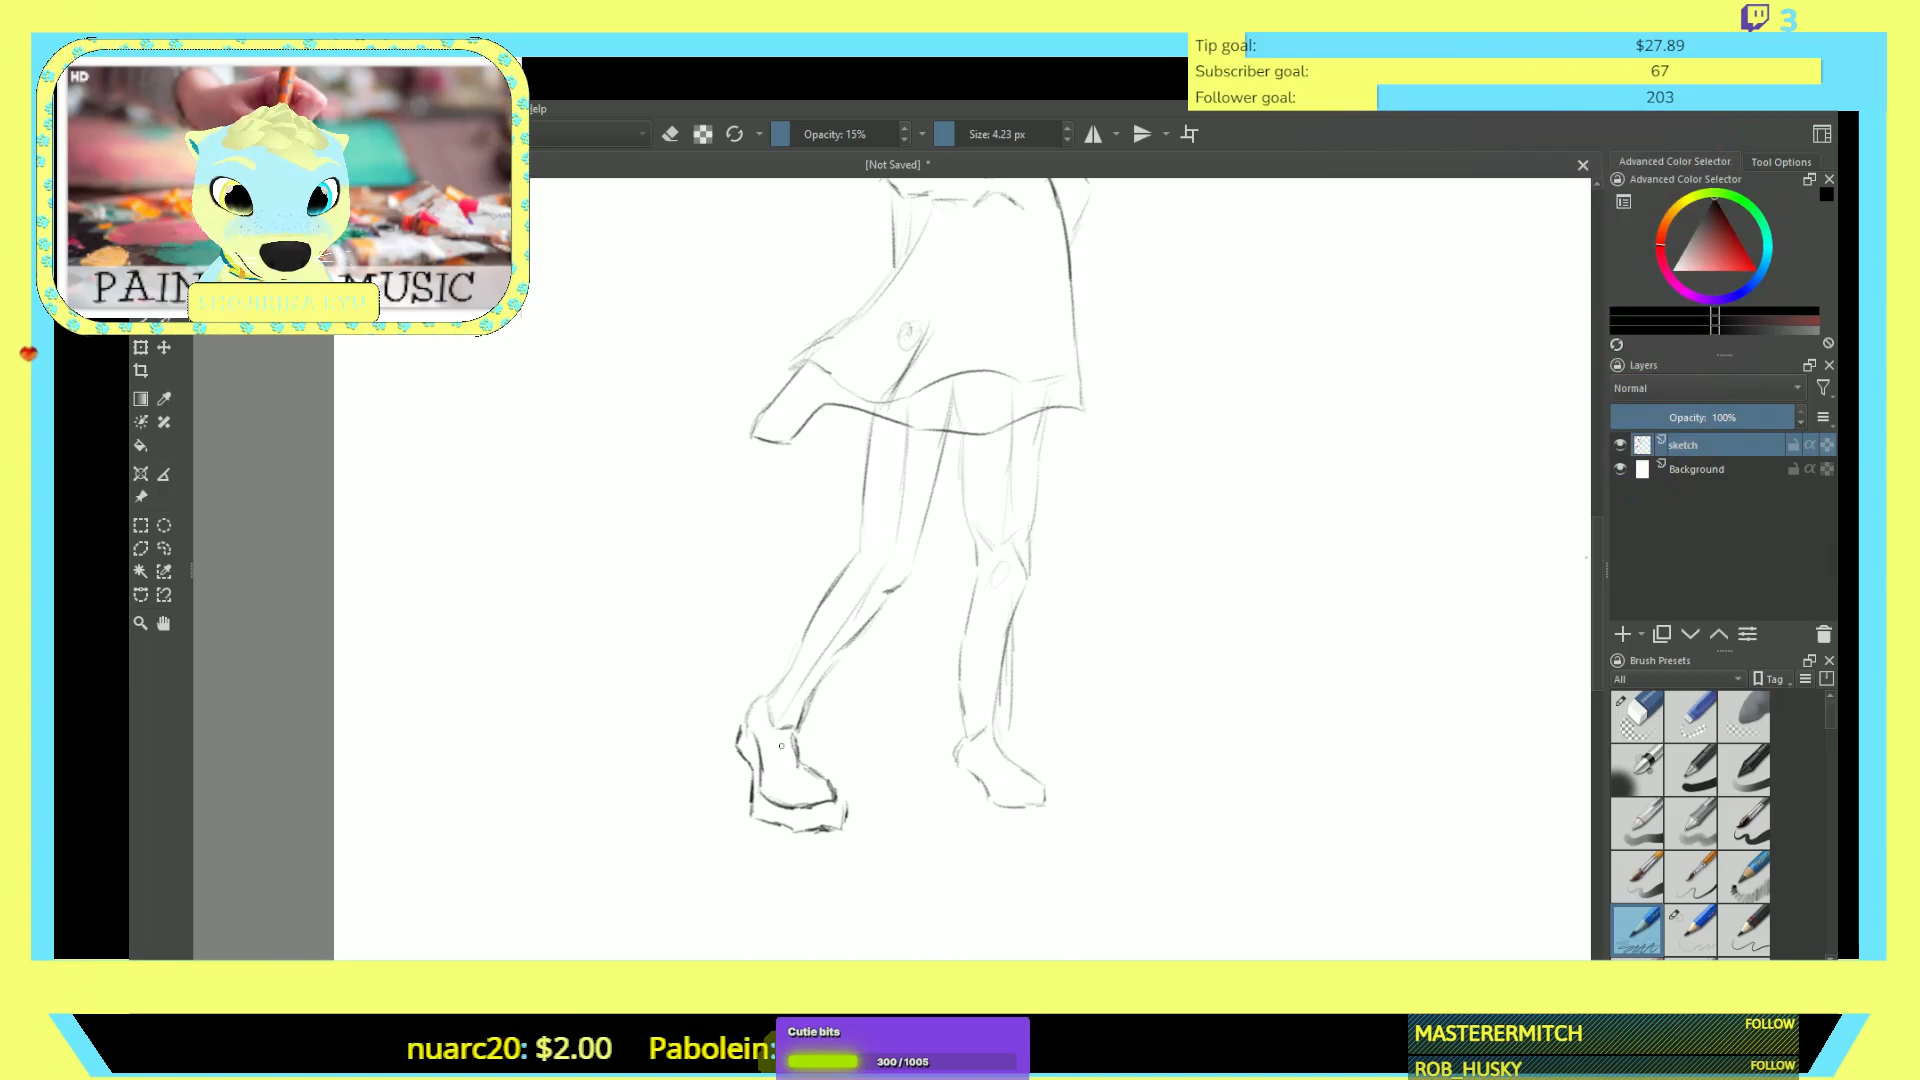 3
Tip goal: $27.89
Subscriber goal: 67
Follower goal: 203
HD
elp
Opacity: 15%
Size: 4.23 px
[Not Saved] *
Advanced Color Selector
Tool Options
Advanced Color Selector
PAIN MUSIC
Layers
Normal
Opacity: 100%
sketch
Background
Brush Presets
All
Tag
nuarc20: $2.00 Pabolein:
Cutie bits
300/1005
MASTERERMITCH FOLLOW
ROB_HUSKY FOLLOW